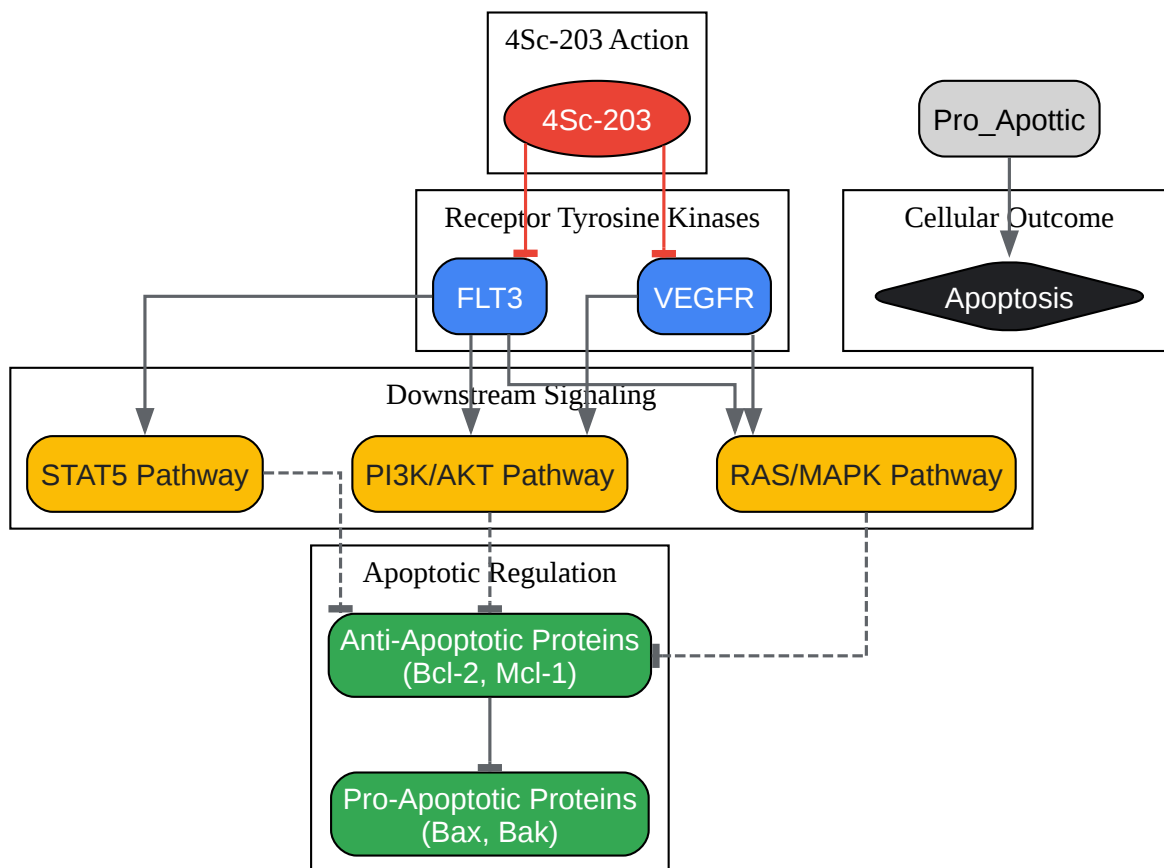 4Sc-203 Action
4Sc-203
Pro_Apottic
Receptor Tyrosine Kinases
Cellular Outcome
FLT3
VEGFR
Apoptosis
Downstream Signaling
STAT5 Pathway
PI3K/AKT Pathway
RAS/MAPK Pathway
Apoptotic Regulation
Anti-Apoptotic Proteins
(Bcl-2, Mcl-1)
Pro-Apoptotic Proteins
(Bax, Bak)